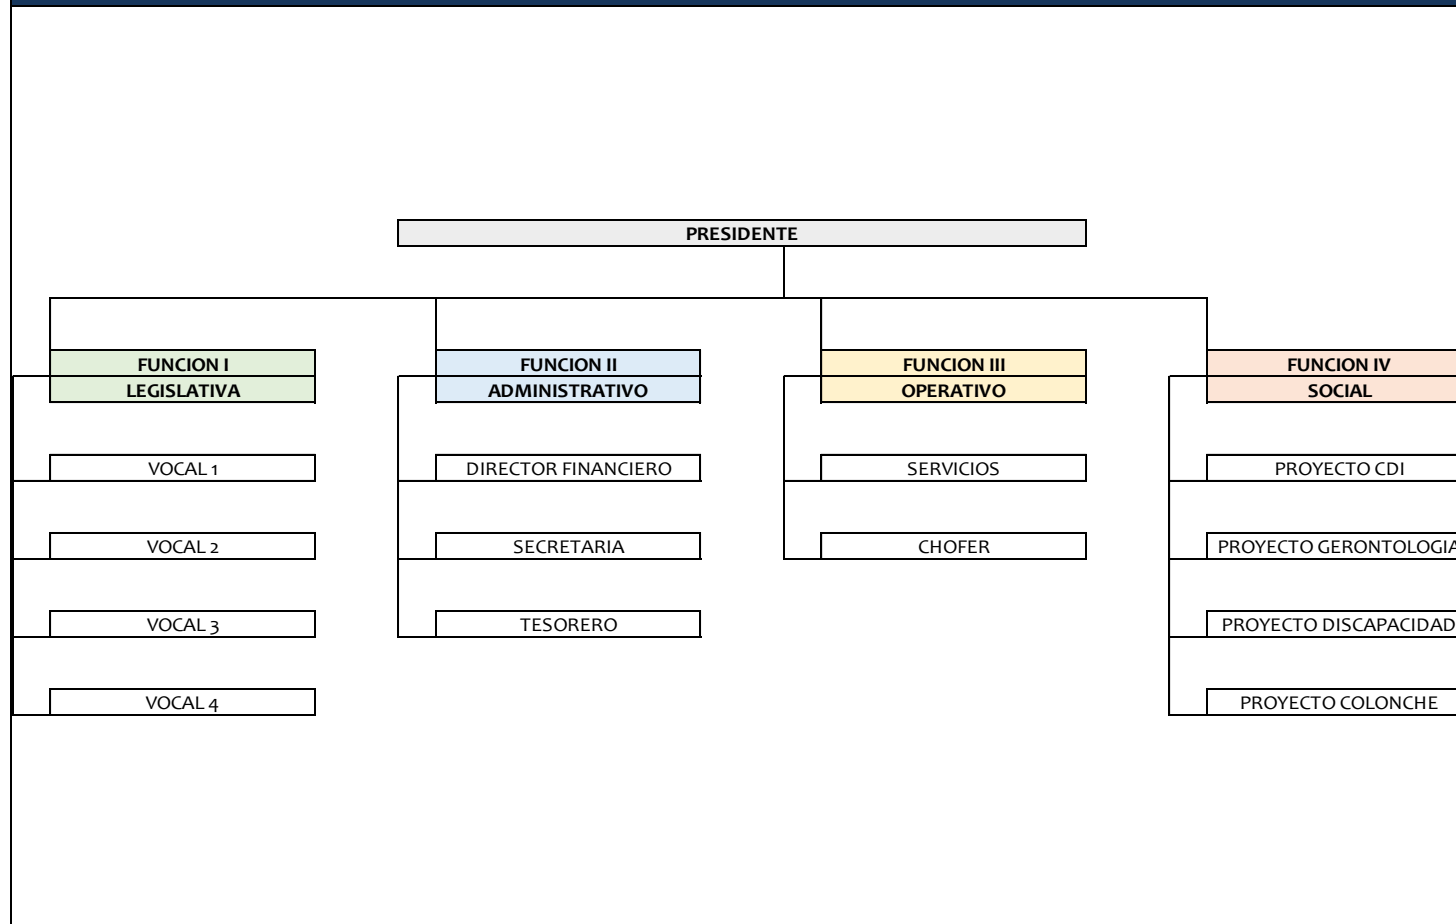 PRESIDENTE
FUNCION I
LEGISLATIVA
VOCAL 1
VOCAL 2
VOCAL 3
VOCAL 4
FUNCION II
ADMINISTRATIVO
DIRECTOR FINANCIERO
SECRETARIA
TESORERO
FUNCION III
OPERATIVO
SERVICIOS
CHOFER
FUNCION IV
SOCIAL
PROYECTO CDI
PROYECTO GERONTOLOGIA
PROYECTO DISCAPACIDAD
PROYECTO COLONCHE